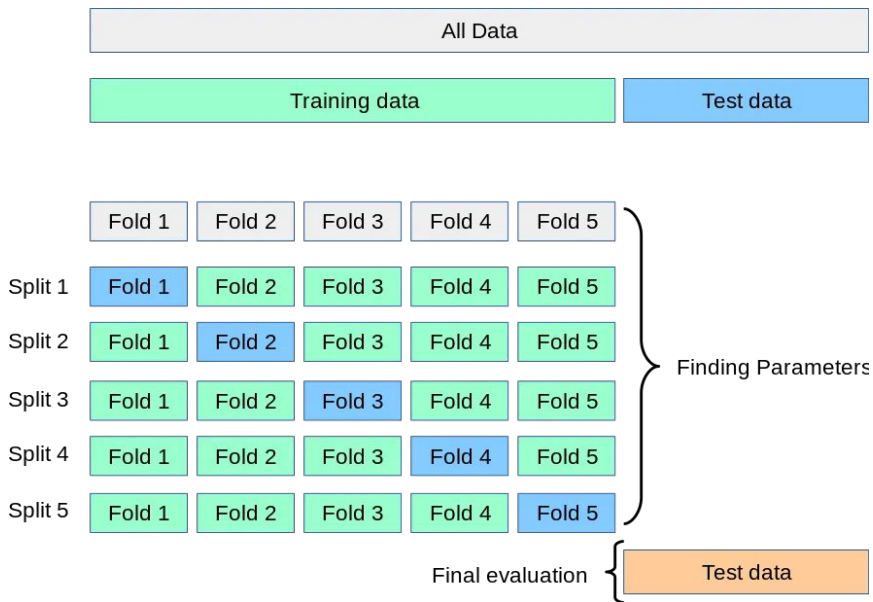 All Data
Training data Test data
Fold 1 Fold 2 Fold 3 Fold 4 Fold 5
Split 1 Fold 1 Fold 2 Fold 3 Fold 4 Fold 5
Split 2 Fold 1 Fold 2 Fold 3 Fold 4 Fold 5
Finding Parameters
Split 3 Fold 1 Fold 2 Fold 3 Fold 4 Fold 5
Split 4 Fold 1 Fold 2 Fold 3 Fold 4 Fold 5
Split 5 Fold 1 Fold 2 Fold 3 Fold 4 Fold 5
Final evaluation Test data